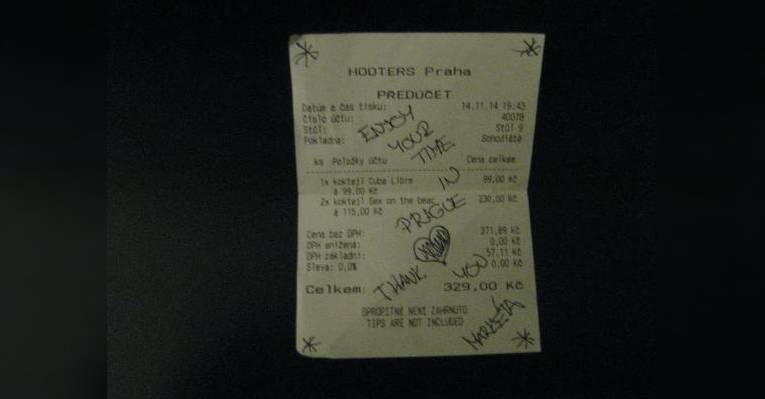 HOOTERS Praha
PŘEDÚČET
Datum a čas tisku: 14.11.14 19:43
Číslo účtu: 40078
Stůl: Stůl 9
Pokladna: Schodiště
ks Položky účtu Cena celkem
1x koktejl Cuba Libre 99,00 Kč
à 99,00 Kč
2x koktejl Sex on the beac 230,00 Kč
à 115,00 Kč
Cena bez DPH: 271,89 Kč
DPH snížená: 0,00 Kč
DPH základní: 57,11 Kč
Sleva: 0,0% 0,00 Kč
Celkem: 329,00 Kč
SPROPITNÉ NENÍ ZAHRNUTO
TIPS ARE NOT INCLUDED
ENJOY
YOUR
TIME
IN
PRAGUE
THANK YOU
MARKÉTA